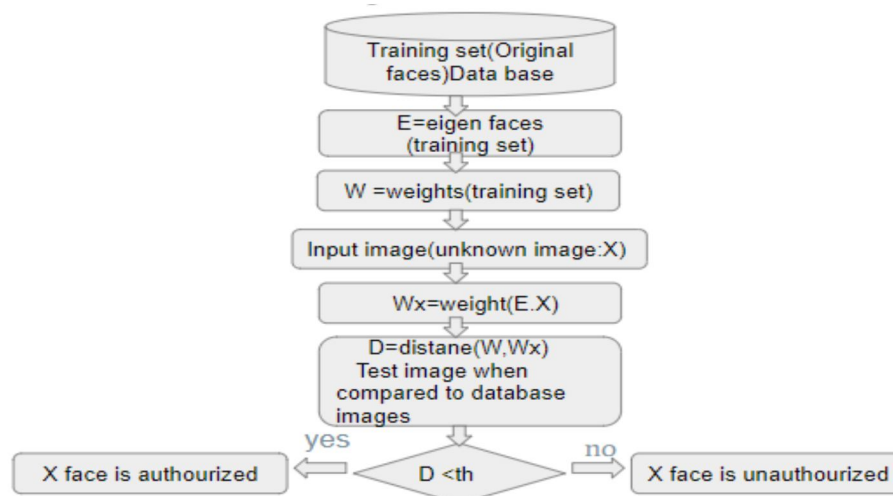 Training set(Original
faces)Data base
E=eigen faces
(training set)
W =weights(training set)
Input image(unknown image:X)
Wx=weight(E.X)
D=distane(W,Wx)
Test image when
compared to database
images
yes
no
X face is authourized
D <th
X face is unauthourized